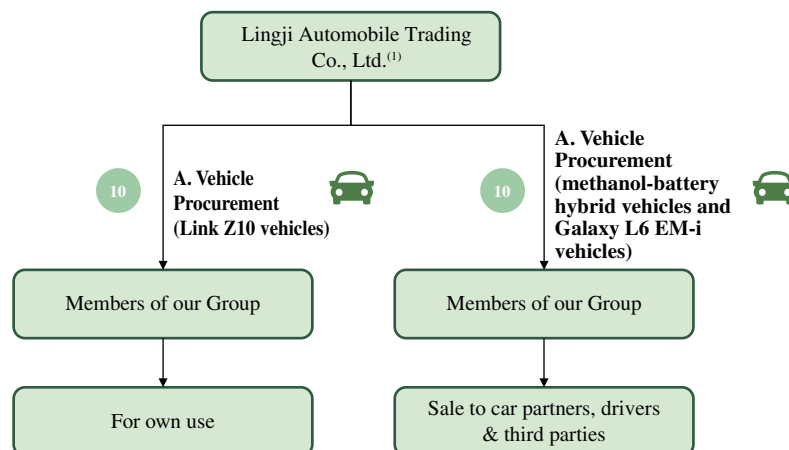 Lingji Automobile Trading
Co., Ltd.(1)
10
A. Vehicle
Procurement
(Link Z10 vehicles)
10
A. Vehicle
Procurement
(methanol-battery
hybrid vehicles and
Galaxy L6 EM-i
vehicles)
Members of our Group
Members of our Group
For own use
Sale to car partners, drivers
& third parties